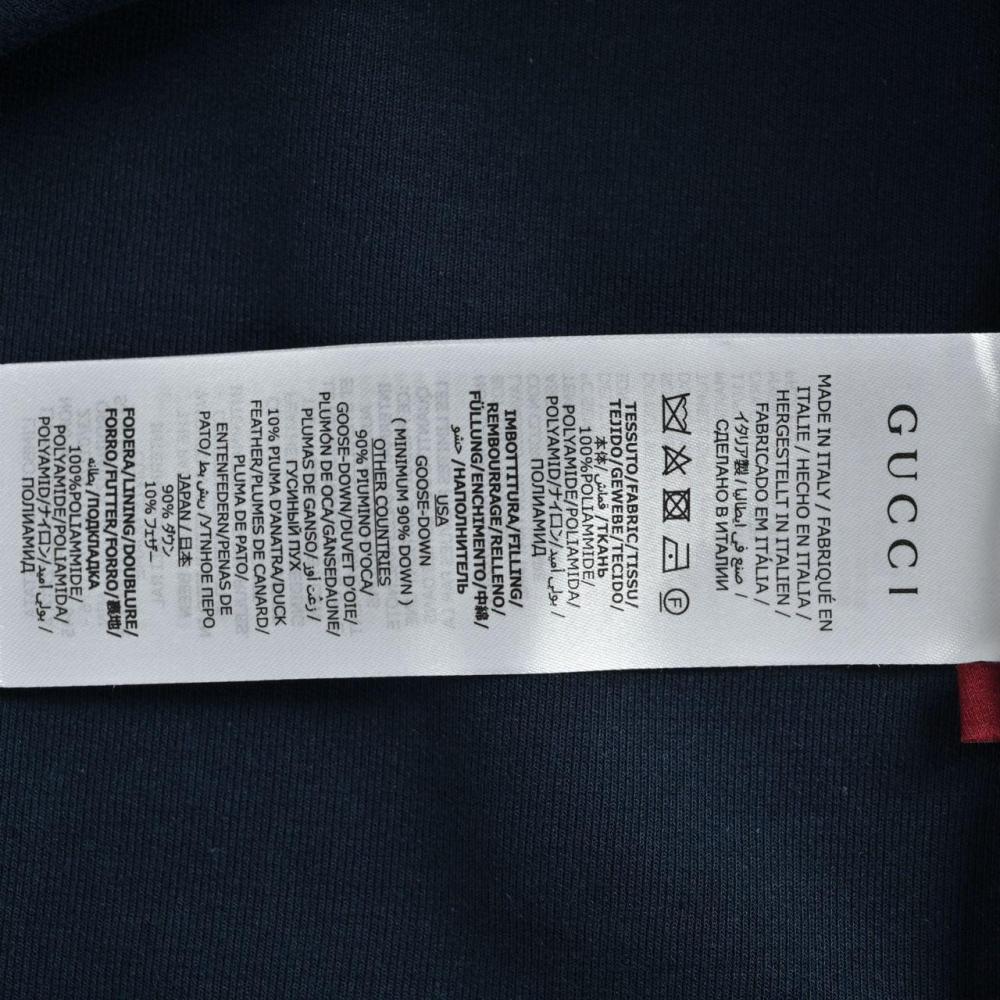 GUCCI
MADE IN ITALY / FABRIQUÉ EN
ITALIE / HECHO EN ITALIA /
HERGESTELLT IN ITALIEN /
FABRICADO EM ITÁLIA /
イタリア製 / صنع في ايطاليا /
СДЕЛАНО В ИТАЛИИ
F
TESSUTO/FABRIC/TISSU/
TEJIDO/GEWEBE/TECIDO/
本体/ قماش /ТКАНЬ
100%POLIAMMIDE/
POLYAMIDE/POLIAMIDA/
POLYAMID/ナイロン/بولي أميد /
ПОЛИАМИД
IMBOTTITURA/FILLING/
REMBOURRAGE/RELLENO/
FÜLLUNG/ENCHIMENTO/中綿/
حشو /НАПОЛНИТЕЛЬ
USA
GOOSE-DOWN
( MINIMUM 90% DOWN )
OTHER COUNTRIES
90% PIUMINO D'OCA/
GOOSE-DOWN/DUVET D'OIE/
PLUMÓN DE OCA/GÄNSEDAUNE/
PLUMAS DE GANSO/ زغب أوز /
ГУСИНЫЙ ПУХ
10% PIUMA D'ANATRA/DUCK
FEATHER/PLUMES DE CANARD/
PLUMA DE PATO/
ENTENFEDERN/PENAS DE
PATO/ ريش بط /УТИНОЕ ПЕРО
JAPAN / 日本
90% ダウン
10% フェザー
FODERA/LINING/DOUBLURE/
FORRO/FUTTER/FORRO/裏地/
بطانة /ПОДКЛАДКА
100%POLIAMMIDE/
POLYAMIDE/POLIAMIDA/
POLYAMID/ナイロン/بولي أميد /
ПОЛИАМИД